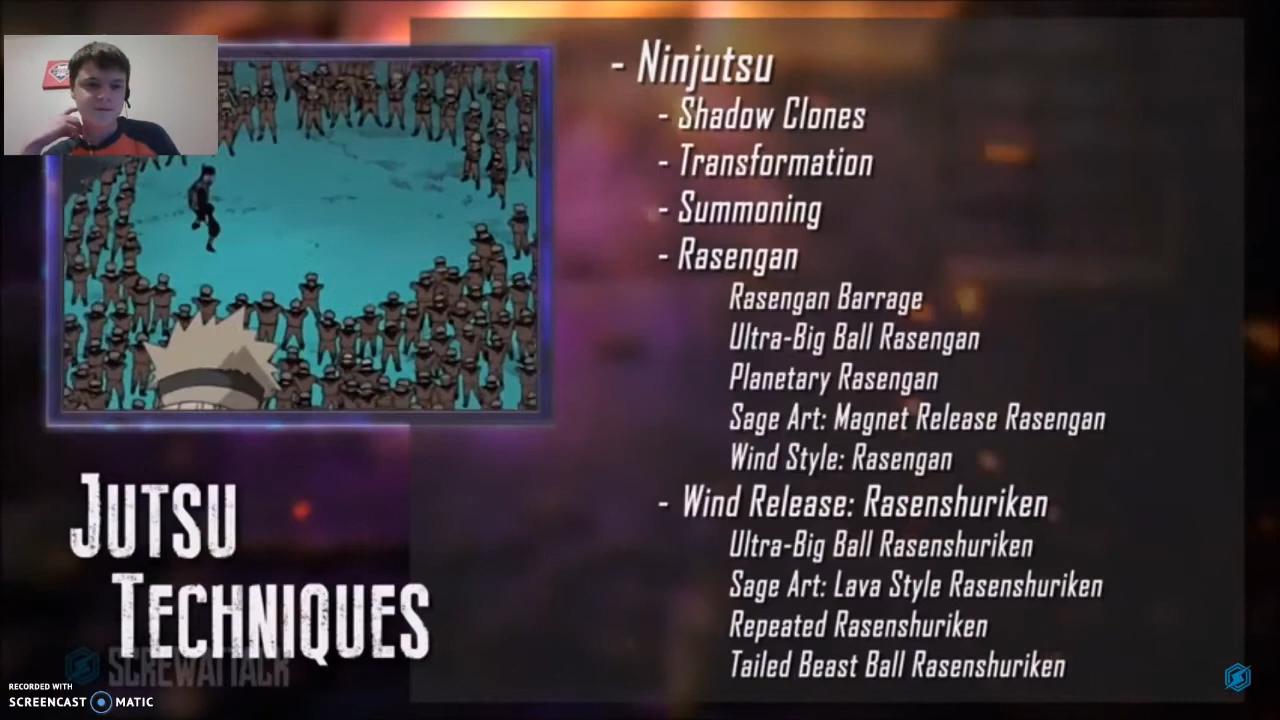 - Ninjutsu
- Shadow Clones
- Transformation
- Summoning
- Rasengan
Rasengan Barrage
Ultra-Big Ball Rasengan
Planetary Rasengan
Sage Art: Magnet Release Rasengan
Wind Style: Rasengan
- Wind Release: Rasenshuriken
Ultra-Big Ball Rasenshuriken
Sage Art: Lava Style Rasenshuriken
Repeated Rasenshuriken
Tailed Beast Ball Rasenshuriken
JUTSU
TECHNIQUES
SCREWATTACK
RECORDED WITH
SCREENCAST MATIC